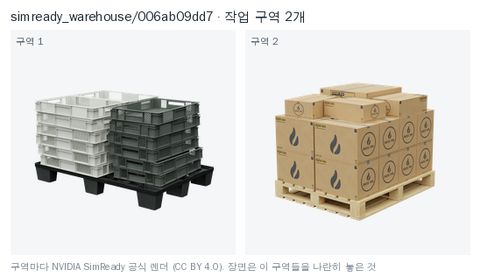 simready_warehouse/006ab09dd7 · 작업 구역 2개
구역 1
구역 2
구역마다 NVIDIA SimReady 공식 렌더 (CC BY 4.0). 장면은 이 구역들을 나란히 놓은 것